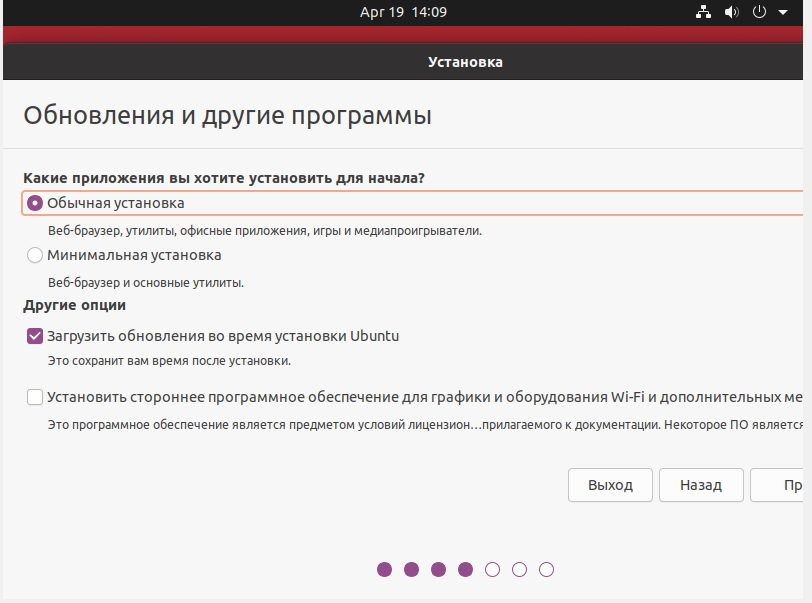 Apr 19 14:09
Установка
Обновления и другие программы
Какие приложения вы хотите установить для начала?
Обычная установка
Веб-браузер, утилиты, офисные приложения, игры и медиапроигрыватели.
Минимальная установка
Веб-браузер и основные утилиты.
Другие опции
Загрузить обновления во время установки Ubuntu
Это сохранит вам время после установки.
Установить стороннее программное обеспечение для графики и оборудования Wi-Fi и дополнительных ме
Это программное обеспечение является предметом условий лицензион…прилагаемого к документации. Некоторое ПО является
Выход Назад Пр